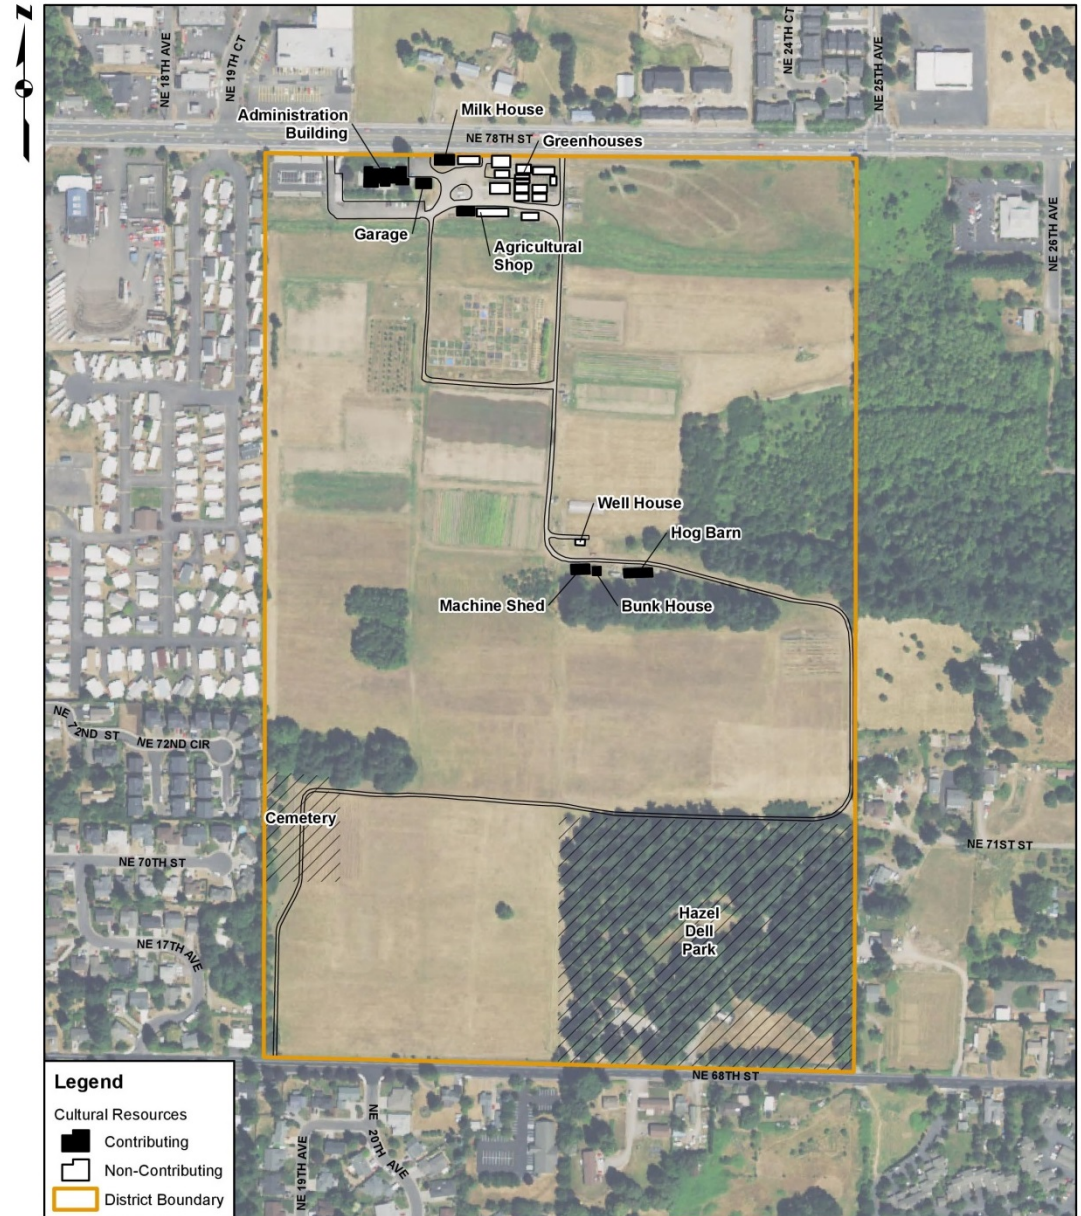 Z
NE 18TH AVE
NE 19TH CT
NE 24TH CT
NE 25TH AVE
Administration
Building
Milk House
NE 78TH ST
Greenhouses
Garage
Agricultural
Shop
NE 26TH AVE
Well House
Hog Barn
Machine Shed
Bunk House
NE 72ND ST
NE 72ND CIR
Cemetery
NE 70TH ST
NE 71ST ST
Hazel
Dell
Park
NE 17TH AVE
NE 68TH ST
NE 19TH AVE
NE 20TH AVE
Legend
Cultural Resources
Contributing
Non-Contributing
District Boundary